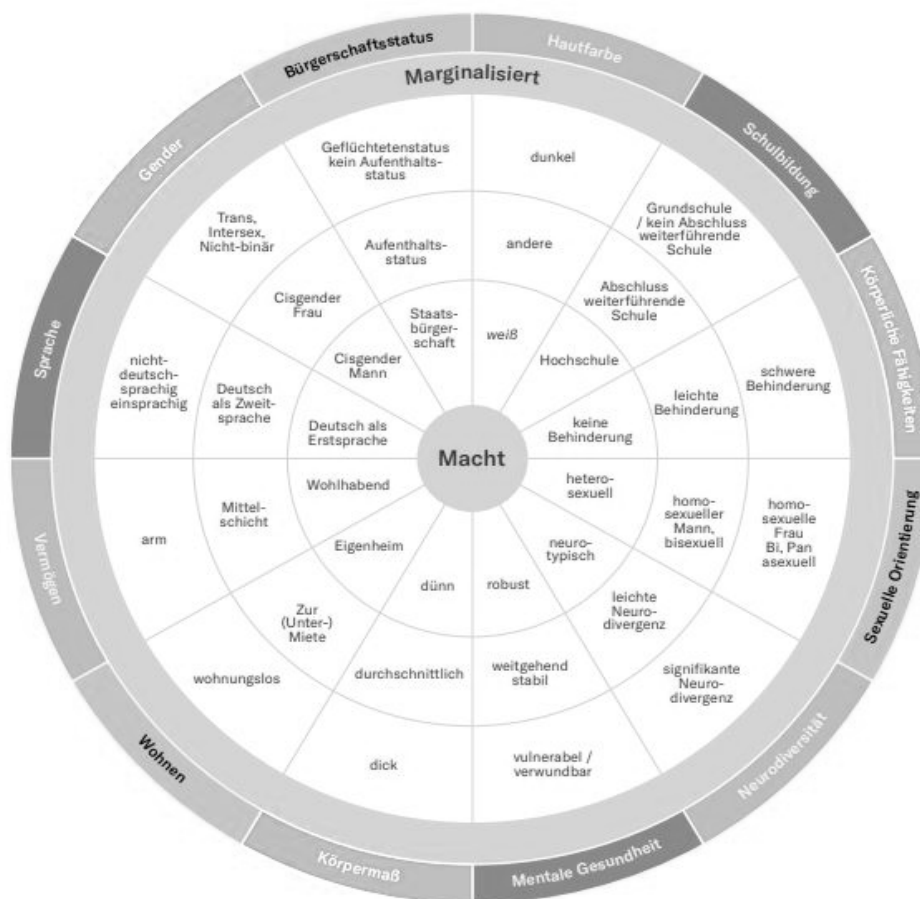 Bürgerschaftsstatus
Hautfarbe
Schulbildung
Körperliche Fähigkeiten
Sexuelle Orientierung
Neurodiversität
Mentale Gesundheit
Körpermaß
Wohnen
Vermögen
Sprache
Gender
Marginalisiert
Geflüchtetenstatus
kein Aufenthalts-
status
Aufenthalts-
status
Staats-
bürger-
schaft
dunkel
andere
weiß
Grundschule
/ kein Abschluss
weiterführende
Schule
Abschluss
weiterführende
Schule
Hochschule
schwere
Behinderung
leichte
Behinderung
keine
Behinderung
homo-
sexuelle
Frau
Bi, Pan
asexuell
homo-
sexueller
Mann,
bisexuell
hetero-
sexuell
signifikante
Neuro-
divergenz
leichte
Neuro-
divergenz
neuro-
typisch
vulnerabel /
verwundbar
weitgehend
stabil
robust
dick
durchschnittlich
dünn
wohnungslos
Zur
(Unter-)
Miete
Eigenheim
arm
Mittel-
schicht
Wohlhabend
nicht-
deutsch-
sprachig
einsprachig
Deutsch
als Zweit-
sprache
Deutsch als
Erstsprache
Trans,
Intersex,
Nicht-binär
Cisgender
Frau
Cisgender
Mann
Macht